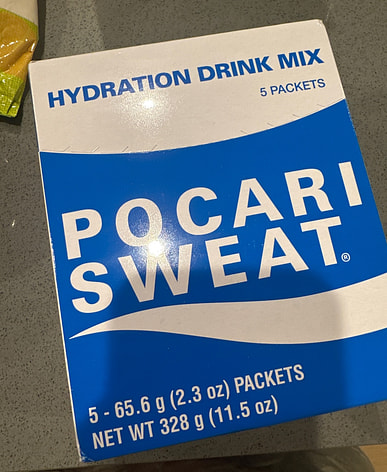 HYDRATION DRINK MIX
5 PACKETS
POCARI
SWEAT®
5 - 65.6 g (2.3 oz) PACKETS
NET WT 328 g (11.5 oz)